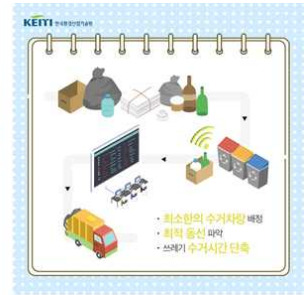 KEITI 한국환경산업기술원
· 최소한의 수거차량 배정
· 최적 동선 파악
· 쓰레기 수거시간 단축